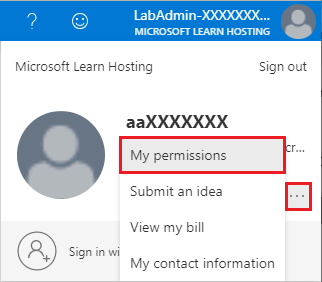 ?
LabAdmin-XXXXXXX...
MICROSOFT LEARN HOSTING
Microsoft Learn Hosting Sign out
aaXXXXXXX
My permissions
cr...
Submit an idea
...
View my bill
Sign in wi
My contact information